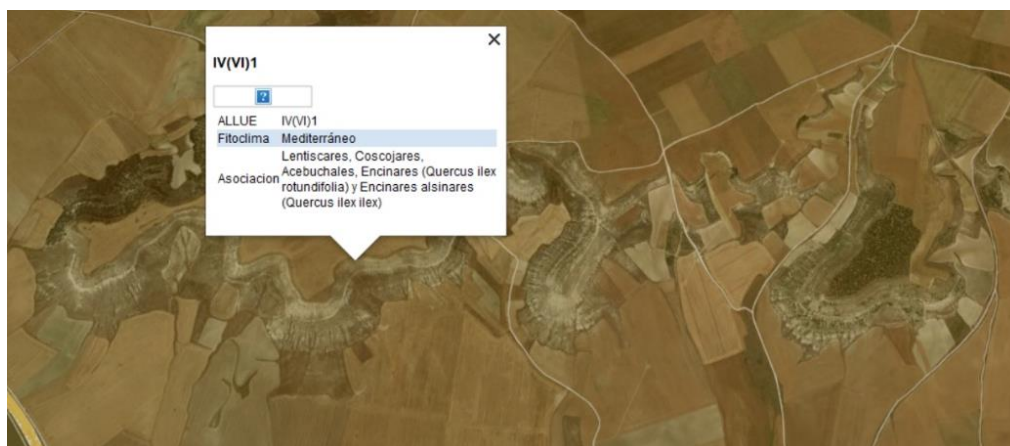 IV(VI)1
ALLUE IV(VI)1
Fitoclima Mediterráneo
Asociacion Lentiscares, Coscojares,
Acebuchales, Encinares (Quercus ilex
rotundifolia) y Encinares alsinares
(Quercus ilex ilex)